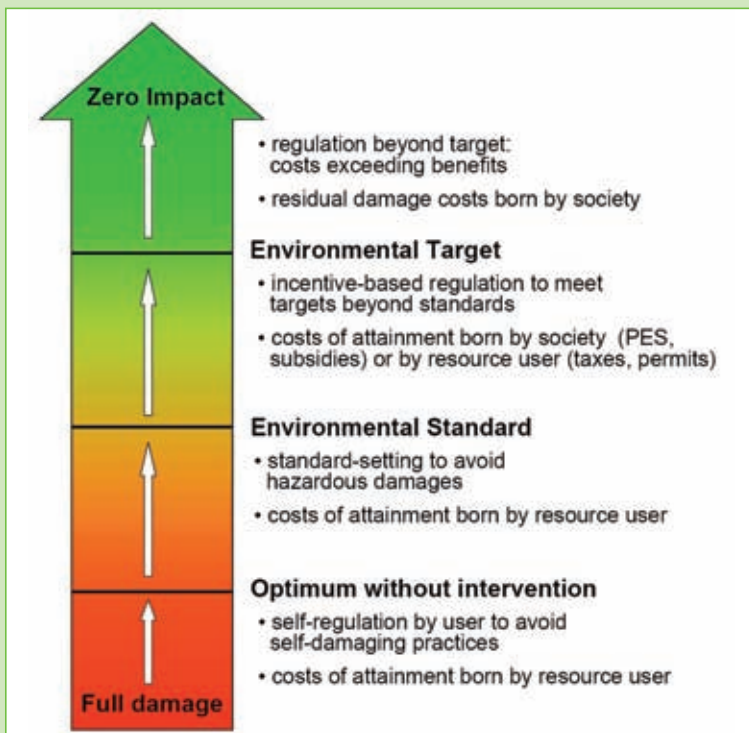 Zero Impact
• regulation beyond target:
costs exceeding benefits
• residual damage costs born by society
Environmental Target
• incentive-based regulation to meet
targets beyond standards
• costs of attainment born by society (PES,
subsidies) or by resource user (taxes, permits)
Environmental Standard
• standard-setting to avoid
hazardous damages
• costs of attainment born by resource user
Optimum without intervention
• self-regulation by user to avoid
self-damaging practices
• costs of attainment born by resource user
Full damage